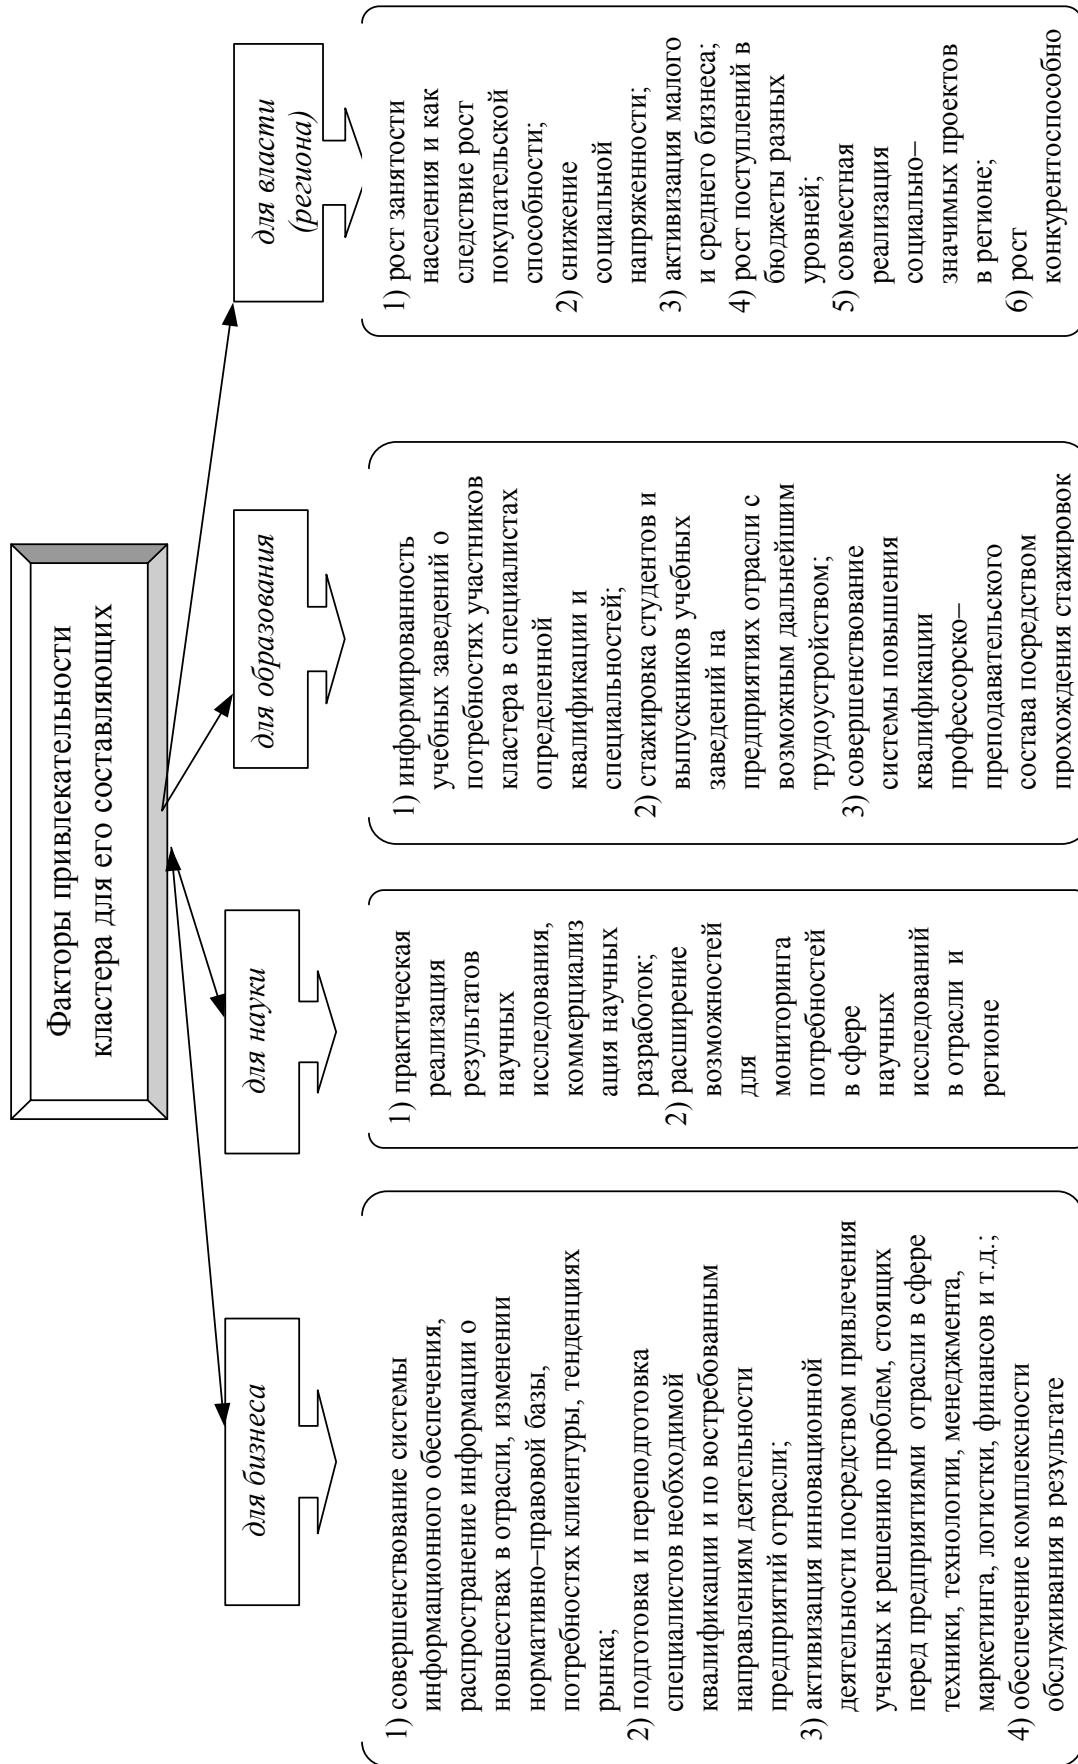 Факторы привлекательности
кластера для его составляющих
для бизнеса
1) совершенствование системы
информационного обеспечения,
распространение информации о
новшествах в отрасли, изменении
нормативно–правовой базы,
потребностях клиентуры, тенденциях
рынка;
2) подготовка и переподготовка
специалистов необходимой
квалификации и по востребованным
направлениям деятельности
предприятий отрасли;
3) активизация инновационной
деятельности посредством привлечения
ученых к решению проблем, стоящих
перед предприятиями отрасли в сфере
техники, технологии, менеджмента,
маркетинга, логистки, финансов и т.д.;
4) обеспечение комплексности
обслуживания в результате
для науки
1) практическая
реализация
результатов
научных
исследования,
коммерциализ
ация научных
разработок;
2) расширение
возможностей
для
мониторинга
потребностей
в сфере
научных
исследований
в отрасли и
регионе
для образования
1) информированность
учебных заведений о
потребностях участников
кластера в специалистах
определенной
квалификации и
специальностей;
2) стажировка студентов и
выпускников учебных
заведений на
предприятиях отрасли с
возможным дальнейшим
трудоустройством;
3) совершенствование
системы повышения
квалификации
профессорско–
преподавательского
состава посредством
прохождения стажировок
для власти
(региона)
1) рост занятости
населения и как
следствие рост
покупательской
способности;
2) снижение
социальной
напряженности;
3) активизация малого
и среднего бизнеса;
4) рост поступлений в
бюджеты разных
уровней;
5) совместная
реализация
социально–
значимых проектов
в регионе;
6) рост
конкурентоспособно